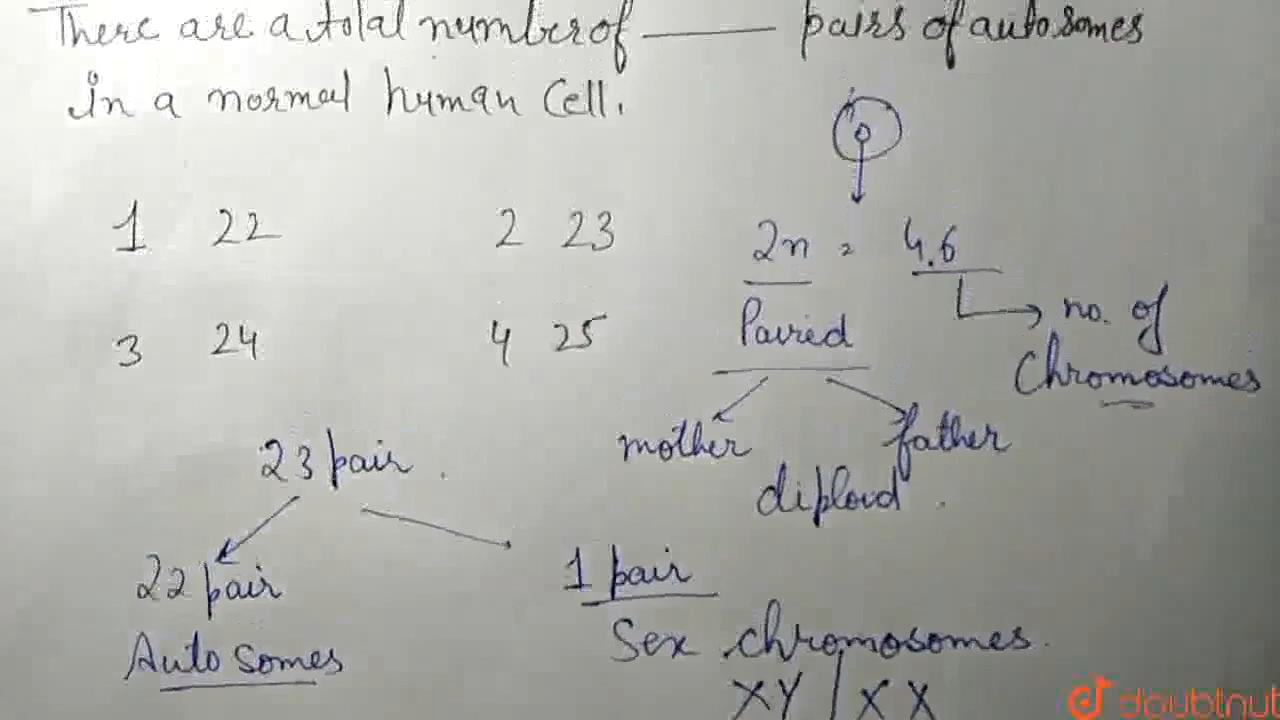 There are a total number of ——— pairs of autosomes
in a normal human cell.
1 22 2 23
3 24 4 25
2n = 4.6
Paired
no. of
Chromosomes
mother father
diploid.
23 pair.
22 pair
Autosomes
1 pair
Sex chromosomes.
XY / XX
doubtnut